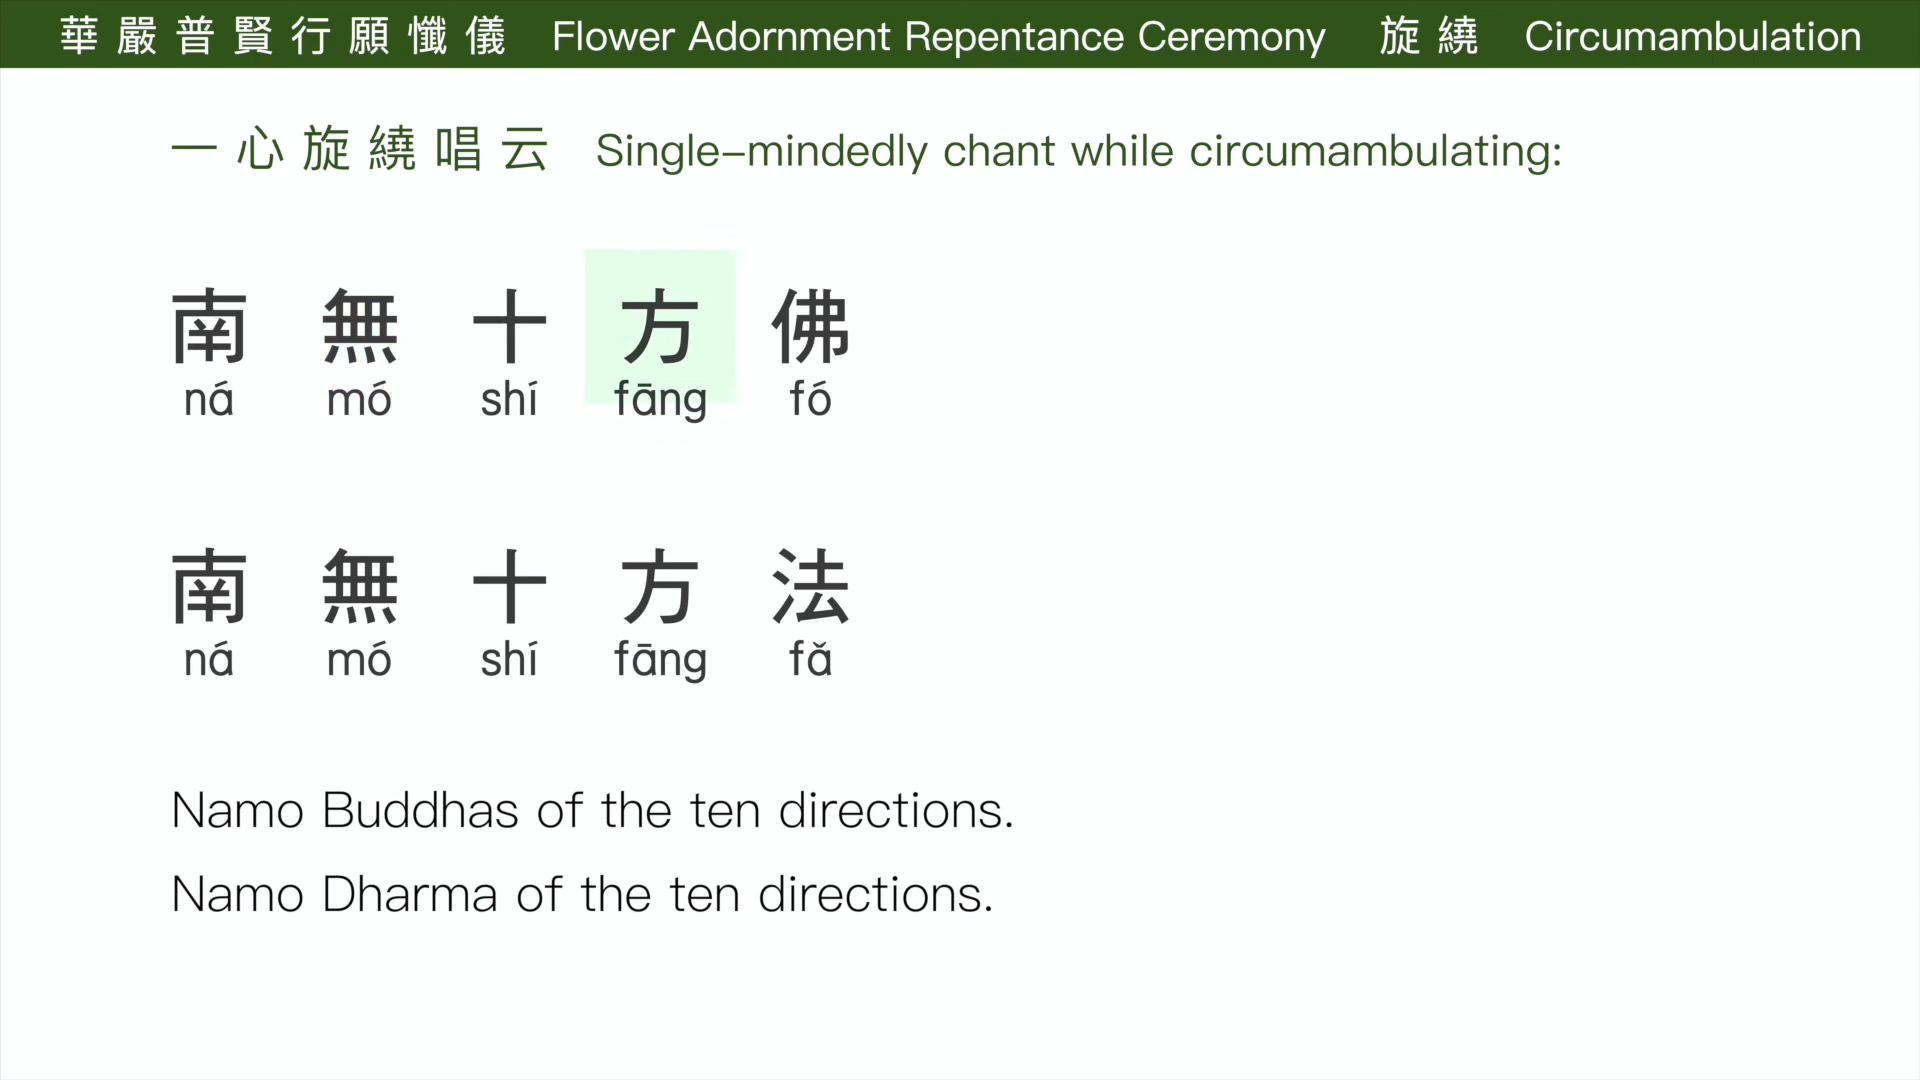 華嚴普賢行願懺儀 Flower Adornment Repentance Ceremony 旋繞 Circumambulation
一心旋繞唱云 Single-mindedly chant while circumambulating:
南 無 十 方 佛
ná mó shí fāng fó
南 無 十 方 法
ná mó shí fāng fǎ
Namo Buddhas of the ten directions.
Namo Dharma of the ten directions.